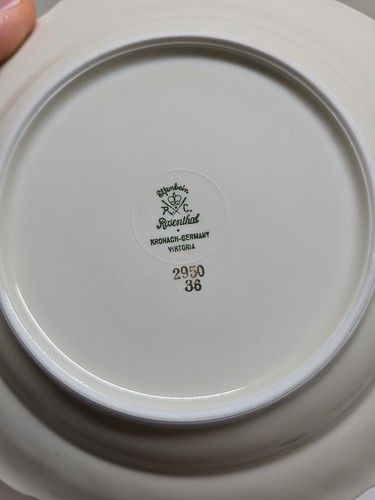 Elfenbein
R. C.
Rosenthal
KRONACH-GERMANY
VIKTORIA
2950
36